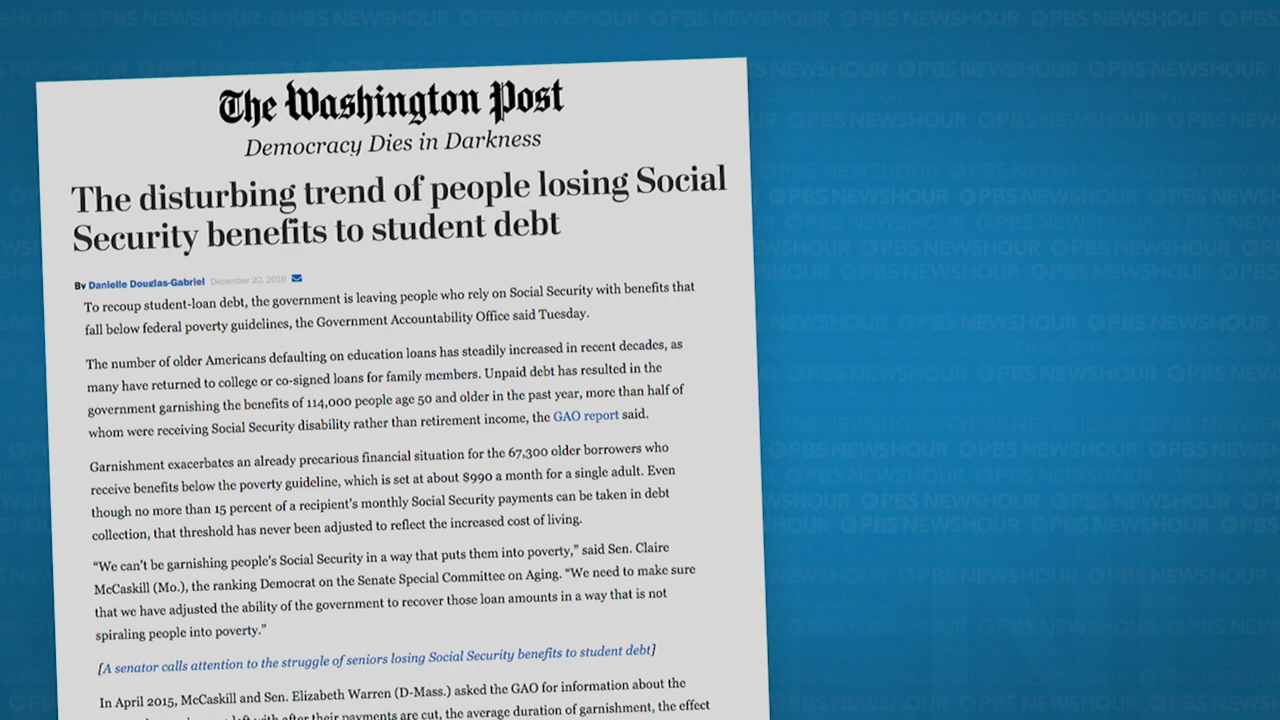 The Washington Post
Democracy Dies in Darkness
The disturbing trend of people losing Social
Security benefits to student debt
By Danielle Douglas-Gabriel December 20, 2016
To recoup student-loan debt, the government is leaving people who rely on Social Security with benefits that
fall below federal poverty guidelines, the Government Accountability Office said Tuesday.
The number of older Americans defaulting on education loans has steadily increased in recent decades, as
many have returned to college or co-signed loans for family members. Unpaid debt has resulted in the
government garnishing the benefits of 114,000 people age 50 and older in the past year, more than half of
whom were receiving Social Security disability rather than retirement income, the GAO report said.
Garnishment exacerbates an already precarious financial situation for the 67,300 older borrowers who
receive benefits below the poverty guideline, which is set at about $990 a month for a single adult. Even
though no more than 15 percent of a recipient's monthly Social Security payments can be taken in debt
collection, that threshold has never been adjusted to reflect the increased cost of living.
“We can't be garnishing people's Social Security in a way that puts them into poverty,” said Sen. Claire
McCaskill (Mo.), the ranking Democrat on the Senate Special Committee on Aging. “We need to make sure
that we have adjusted the ability of the government to recover those loan amounts in a way that is not
spiraling people into poverty.”
[A senator calls attention to the struggle of seniors losing Social Security benefits to student debt]
In April 2015, McCaskill and Sen. Elizabeth Warren (D-Mass.) asked the GAO for information about the
left with after their payments are cut, the average duration of garnishment, the effect
PBS NEWSHOUR